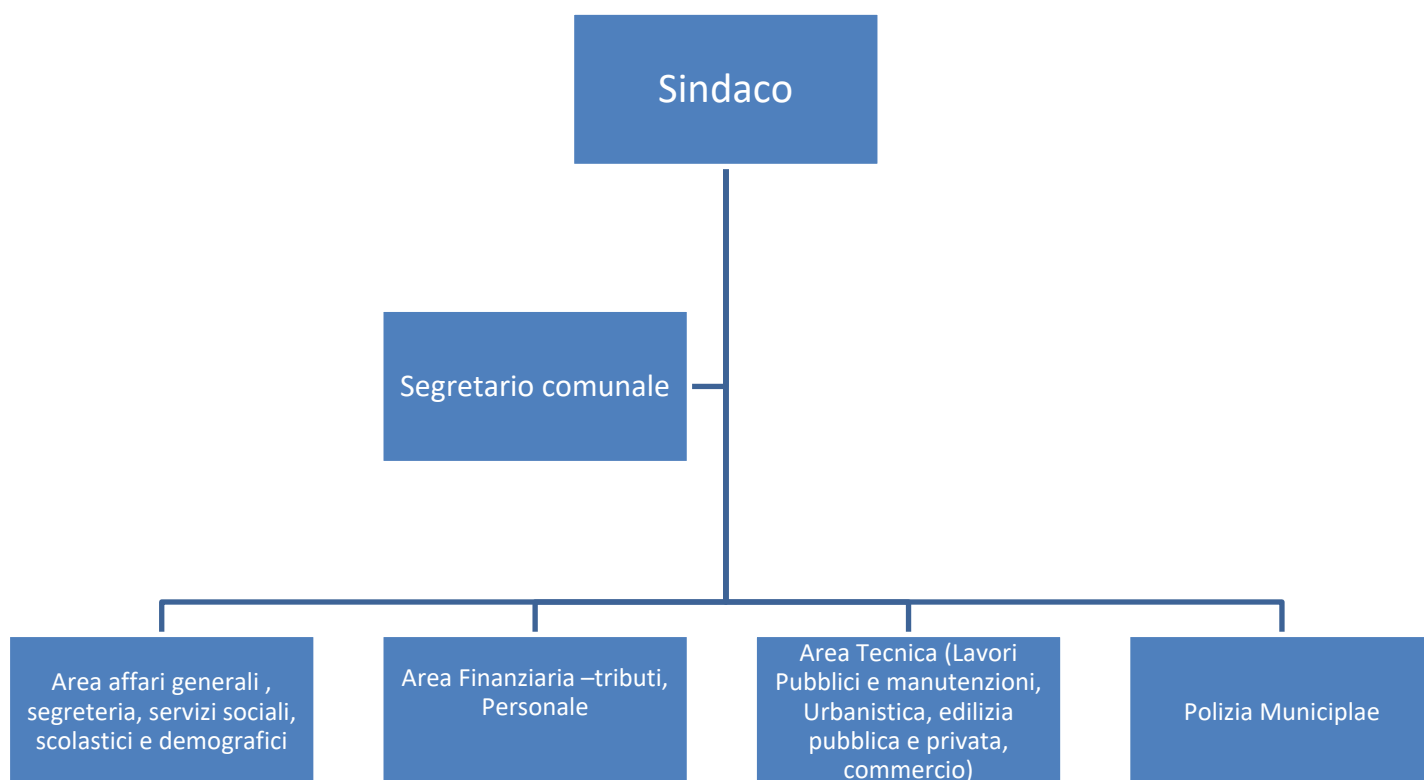 Sindaco
Segretario comunale
Area affari generali ,
segreteria, servizi sociali,
scolastici e demografici
Area Finanziaria –tributi,
Personale
Area Tecnica (Lavori
Pubblici e manutenzioni,
Urbanistica, edilizia
pubblica e privata,
commercio)
Polizia Municiplae